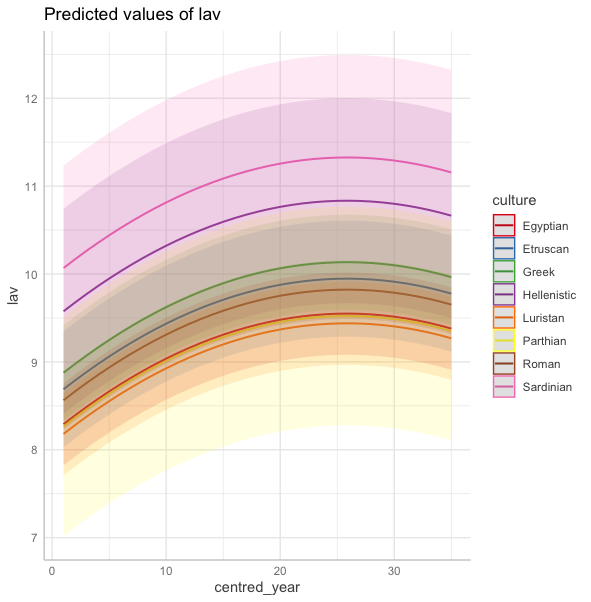 Predicted values of lav
12
11
10
9
8
7
lav
0
10
20
30
centred_year
culture
Egyptian
Etruscan
Greek
Hellenistic
Luristan
Parthian
Roman
Sardinian